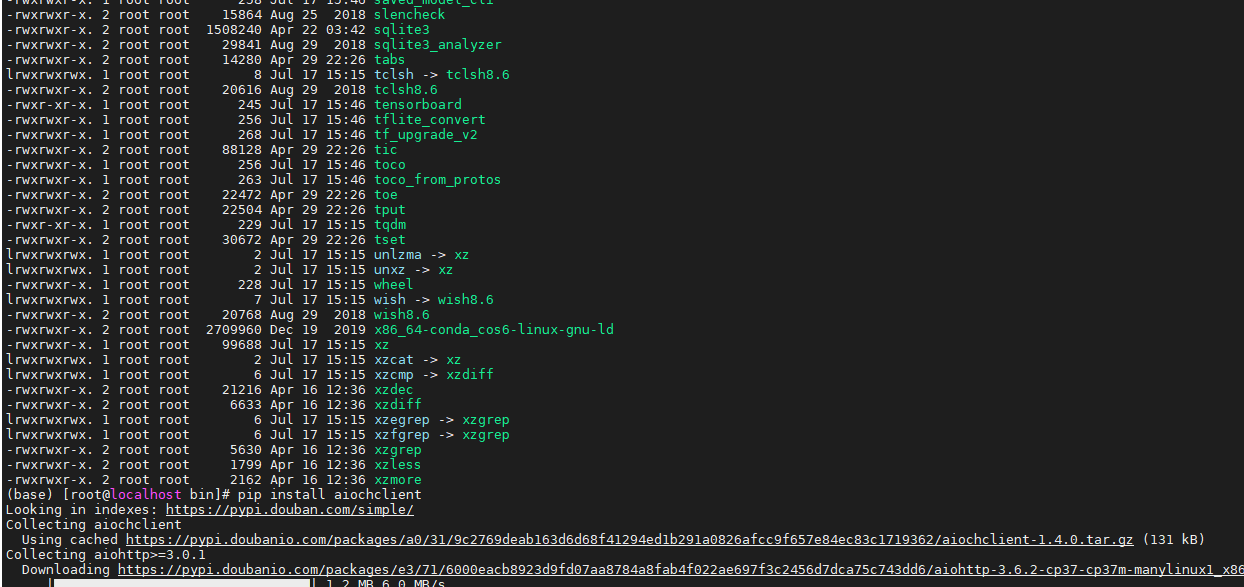 -rwxrwxr-x. 1 root root 258 Jul 17 15:46 saved_model_cli
-rwxrwxr-x. 2 root root 15864 Aug 25 2018 slencheck
-rwxrwxr-x. 2 root root 1508240 Apr 22 03:42 sqlite3
-rwxrwxr-x. 2 root root 29841 Aug 29 2018 sqlite3_analyzer
-rwxrwxr-x. 2 root root 14280 Apr 29 22:26 tabs
lrwxrwxrwx. 1 root root 8 Jul 17 15:15 tclsh -> tclsh8.6
-rwxrwxr-x. 2 root root 20616 Aug 29 2018 tclsh8.6
-rwxr-xr-x. 1 root root 245 Jul 17 15:46 tensorboard
-rwxrwxr-x. 1 root root 256 Jul 17 15:46 tflite_convert
-rwxrwxr-x. 1 root root 268 Jul 17 15:46 tf_upgrade_v2
-rwxrwxr-x. 2 root root 88128 Apr 29 22:26 tic
-rwxrwxr-x. 1 root root 256 Jul 17 15:46 toco
-rwxrwxr-x. 1 root root 263 Jul 17 15:46 toco_from_protos
-rwxrwxr-x. 2 root root 22472 Apr 29 22:26 toe
-rwxrwxr-x. 2 root root 22504 Apr 29 22:26 tput
-rwxr-xr-x. 1 root root 229 Jul 17 15:46 tqdm
-rwxrwxr-x. 2 root root 30672 Apr 29 22:26 tset
lrwxrwxrwx. 1 root root 2 Jul 17 15:15 unlzma -> xz
lrwxrwxrwx. 1 root root 2 Jul 17 15:15 unxz -> xz
-rwxrwxr-x. 1 root root 228 Jul 17 15:15 wheel
lrwxrwxrwx. 1 root root 7 Jul 17 15:15 wish -> wish8.6
-rwxrwxr-x. 2 root root 20768 Aug 29 2018 wish8.6
-rwxrwxr-x. 2 root root 2709960 Dec 19 2019 x86_64-conda_cos6-linux-gnu-ld
-rwxrwxr-x. 1 root root 99688 Jul 17 15:15 xz
lrwxrwxrwx. 1 root root 2 Jul 17 15:15 xzcat -> xz
lrwxrwxrwx. 1 root root 6 Jul 17 15:15 xzcmp -> xzdiff
-rwxrwxr-x. 2 root root 21216 Apr 16 12:36 xzdec
-rwxrwxr-x. 2 root root 6633 Apr 16 12:36 xzdiff
lrwxrwxrwx. 1 root root 6 Jul 17 15:15 xzegrep -> xzgrep
lrwxrwxrwx. 1 root root 6 Jul 17 15:15 xzfgrep -> xzgrep
-rwxrwxr-x. 2 root root 5630 Apr 16 12:36 xzgrep
-rwxrwxr-x. 2 root root 1799 Apr 16 12:36 xzless
-rwxrwxr-x. 2 root root 2162 Apr 16 12:36 xzmore
(base) [root@localhost bin]# pip install aiochclient
Looking in indexes: https://pypi.douban.com/simple/
Collecting aiochclient
Using cached https://pypi.doubanio.com/packages/a0/31/9c2769deab163d6d68f41294ed1b291a0826afcc9f657e84ec83c1719362/aiochclient-1.4.0.tar.gz (131 kB)
Collecting aiohttp>=3.0.1
Downloading https://pypi.doubanio.com/packages/e3/71/6000eacb8923d9fd07aa8784a8fab4f022ae697f3c2456d7dca75c743dd6/aiohttp-3.6.2-cp37-cp37m-manylinux1_x86
| 1.2 MB 6.0 MB/s